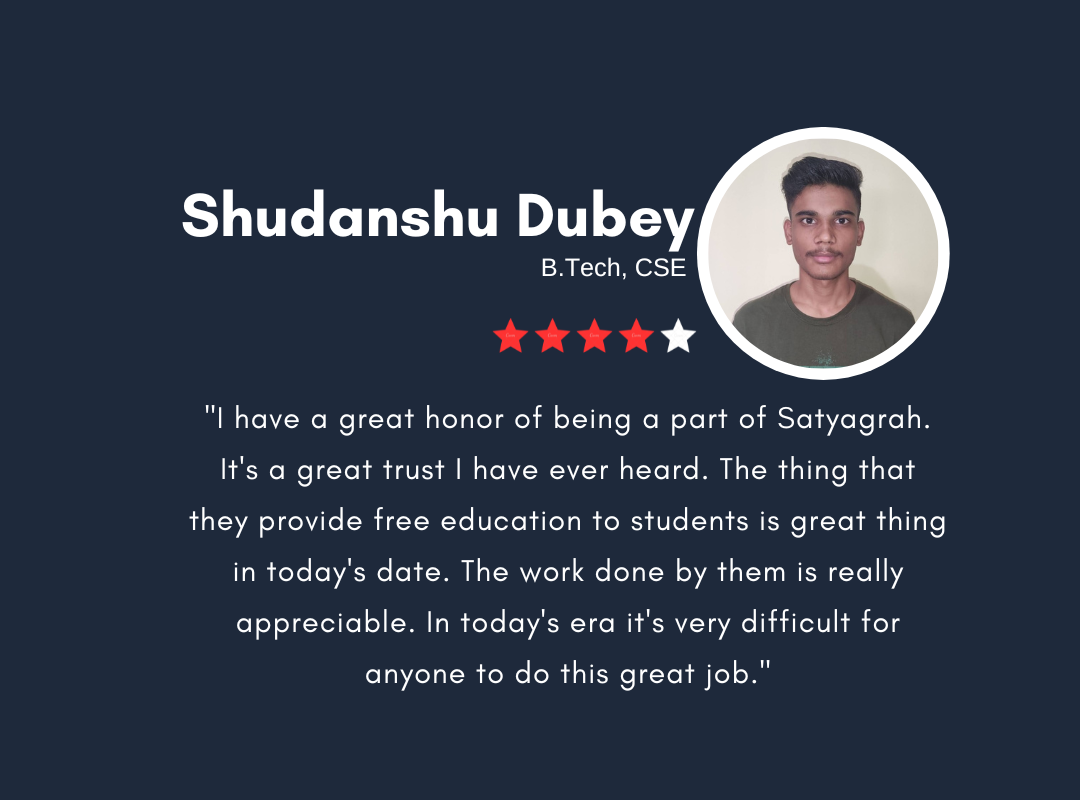 Shudanshu Dubey
B.Tech, CSE
"I have a great honor of being a part of Satyagrah.
It's a great trust I have ever heard. The thing that
they provide free education to students is great thing
in today's date. The work done by them is really
appreciable. In today's era it's very difficult for
anyone to do this great job."